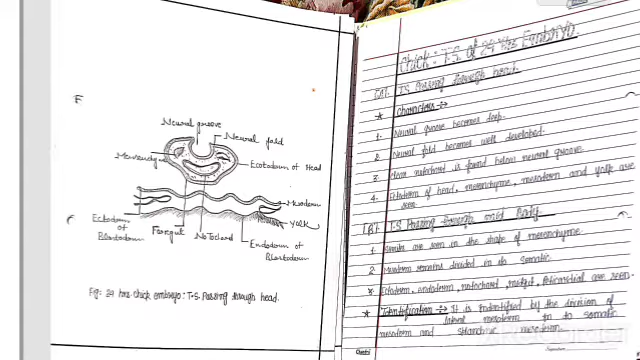 Neural groove
Neural fold
Mesenchyme
Ectoderm of Head
Mesoderm
Yolk
Ectoderm
of
Blastoderm
Foregut
Notochord
Endoderm of
Blastoderm
Fig: 24 hrs chick embryo: T.S. Passing through head.
Chick: T.S. of 24 Hrs Embryo
[A] T.S. Passing through head.
* Characters :->
1. Neural groove becomes deep.
2. Neural fold becomes well developed.
3. notochord is found below neural groove.
4. Ectoderm of head, mesenchyme, mesoderm and yolk are
seen.
[B] T.S. Passing through mid Body.
1. Somite are seen in the shape of mesenchyme.
2. Mesoderm remains divided in to somatic
* Ectoderm, endoderm, notochord, midgut, Pericardial are seen.
* Identification :-> It is indentified by the division of
lateral mesoderm in to somatic
mesoderm and mesoderm.